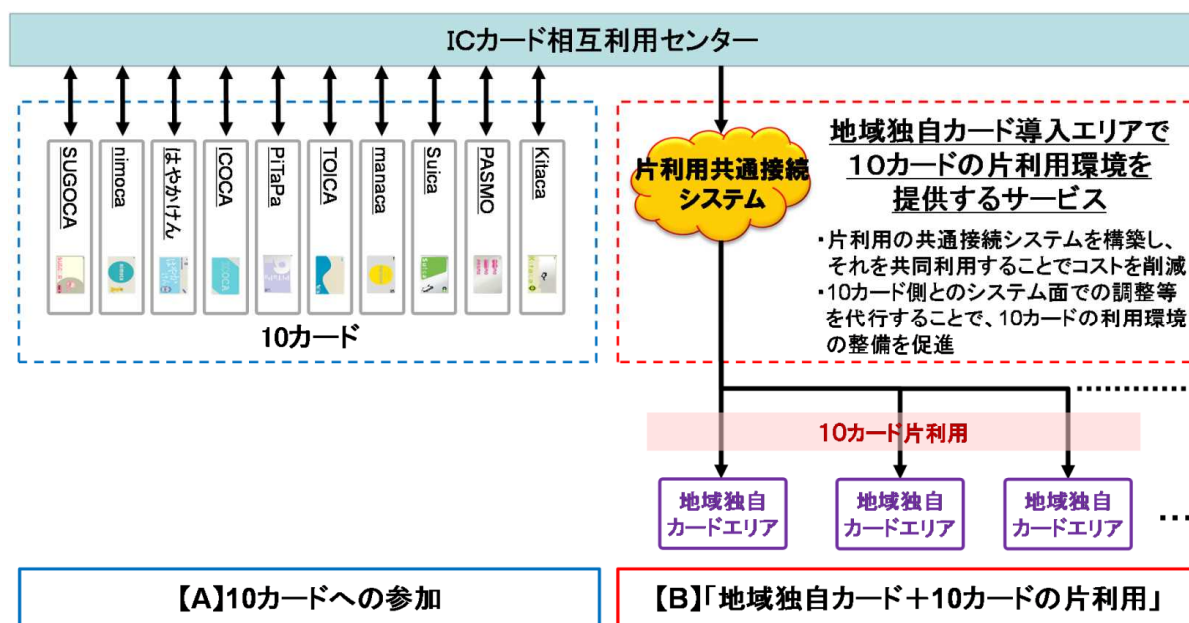 ICカード相互利用センター
SUGOCA
nimoca
はやかけん
ICOCA
PiTaPa
TOICA
manaca
Suica
PASMO
Kitaca
10カード
片利用共通接続
システム
地域独自カード導入エリアで
10カードの片利用環境を
提供するサービス
・片利用の共通接続システムを構築し、
それを共同利用することでコストを削減
・10カード側とのシステム面での調整等
を代行することで、10カードの利用環境
の整備を促進
10カード片利用
地域独自
カードエリア
地域独自
カードエリア
地域独自
カードエリア
【A】10カードへの参加
【B】「地域独自カード＋10カードの片利用」